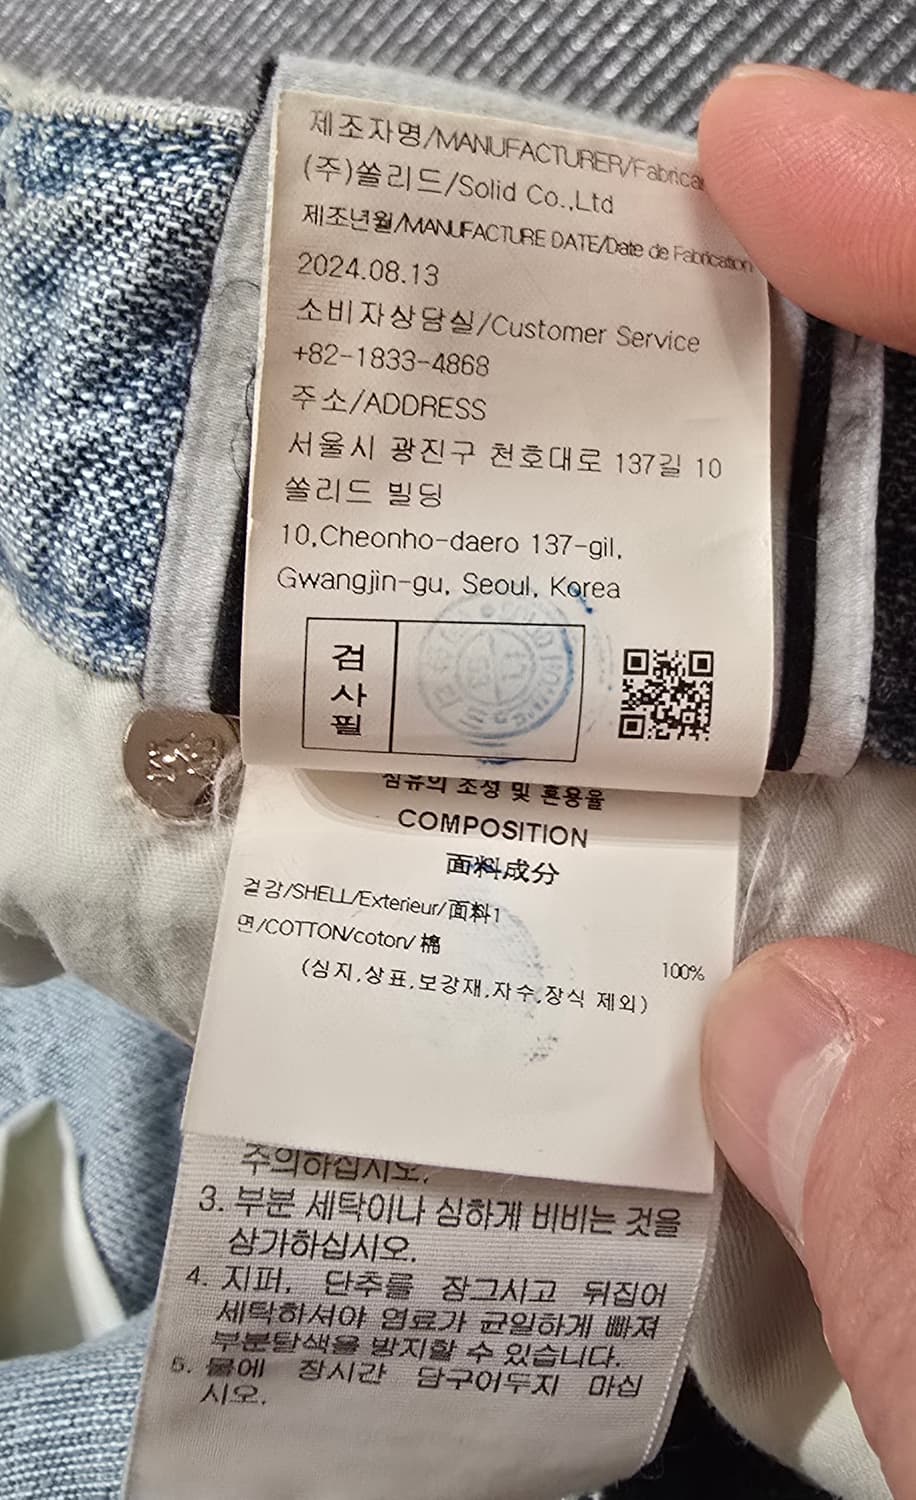 제조자명/MANUFACTURER/Fabrica
(주)쏠리드/Solid Co.,Ltd
제조년월/MANUFACTURE DATE/Date de Fabrication
2024.08.13
소비자상담실/Customer Service
+82-1833-4868
주소/ADDRESS
서울시 광진구 천호대로 137길 10
쏠리드 빌딩
10,Cheonho-daero 137-gil,
Gwangjin-gu, Seoul, Korea
검
사
필
섬유의 조성 및 혼용율
COMPOSITION
面料成分
겉감/SHELL/Exterieur/面料1
면/COTTON/coton/棉
100%
(심지,상표,보강재,자수,장식 제외)
주의하십시오.
3. 부분 세탁이나 심하게 비비는 것을
삼가하십시오.
4. 지퍼, 단추를 잠그시고 뒤집어
세탁하셔야 염료가 균일하게 빠져
부분탈색을 방지할 수 있습니다.
5. 물에 장시간 담구어두지 마십
시오.